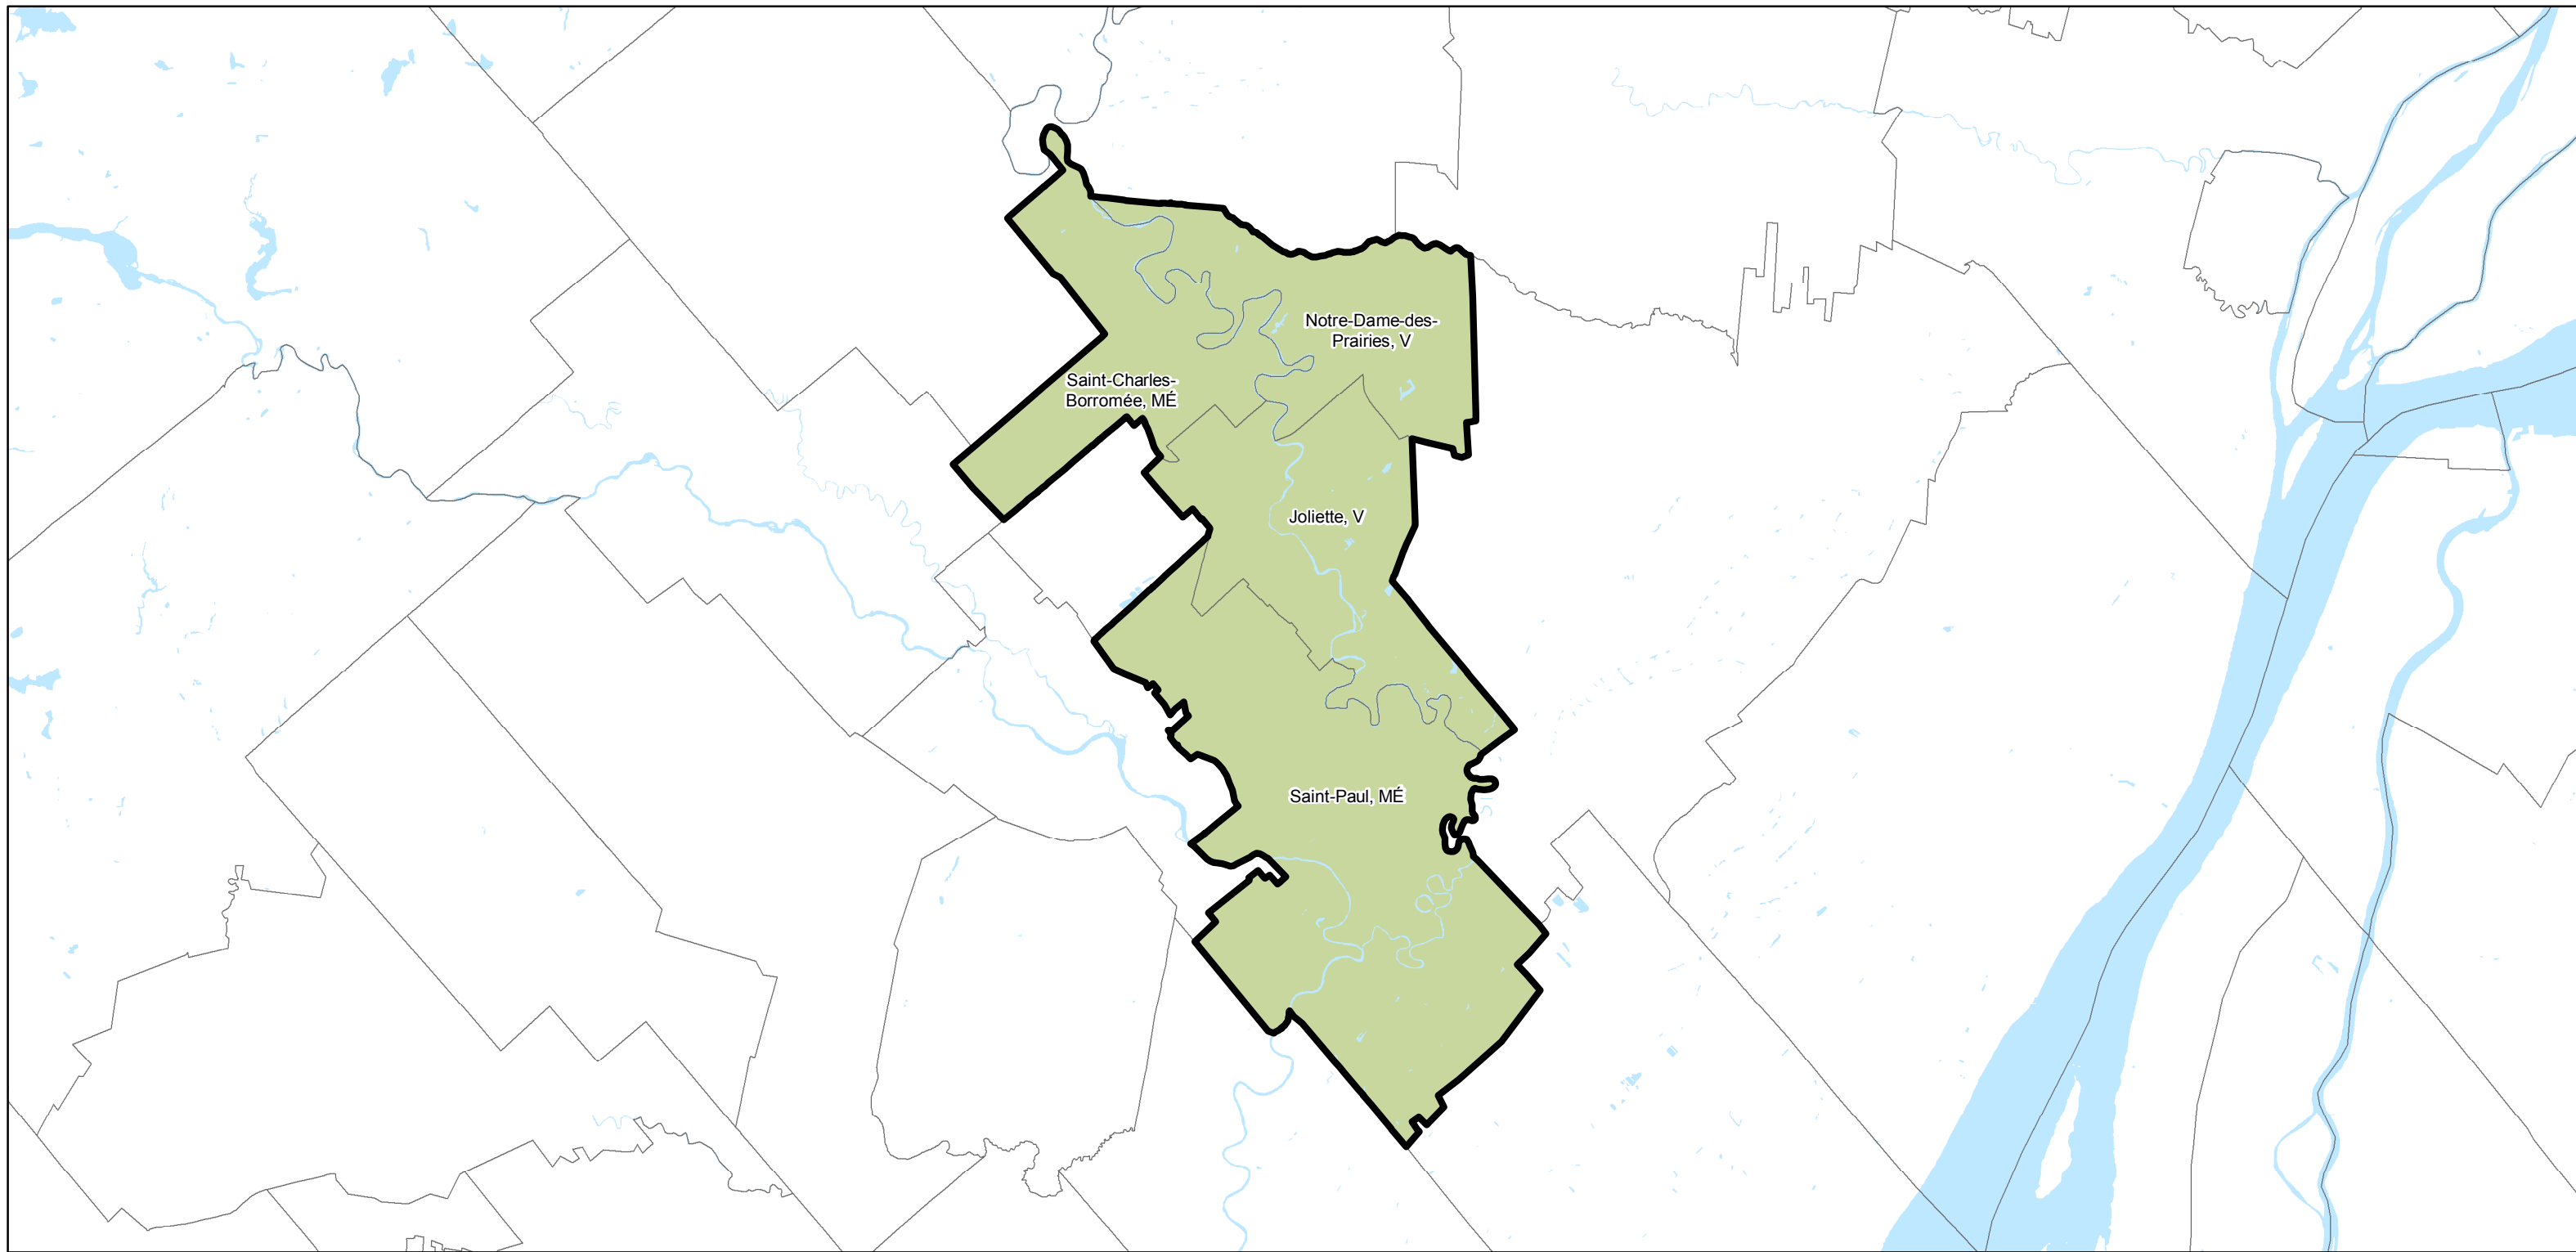 Notre-Dame-des-
Prairies, V
Saint-Charles-
Borromée, MÉ
Joliette, V
Saint-Paul, MÉ